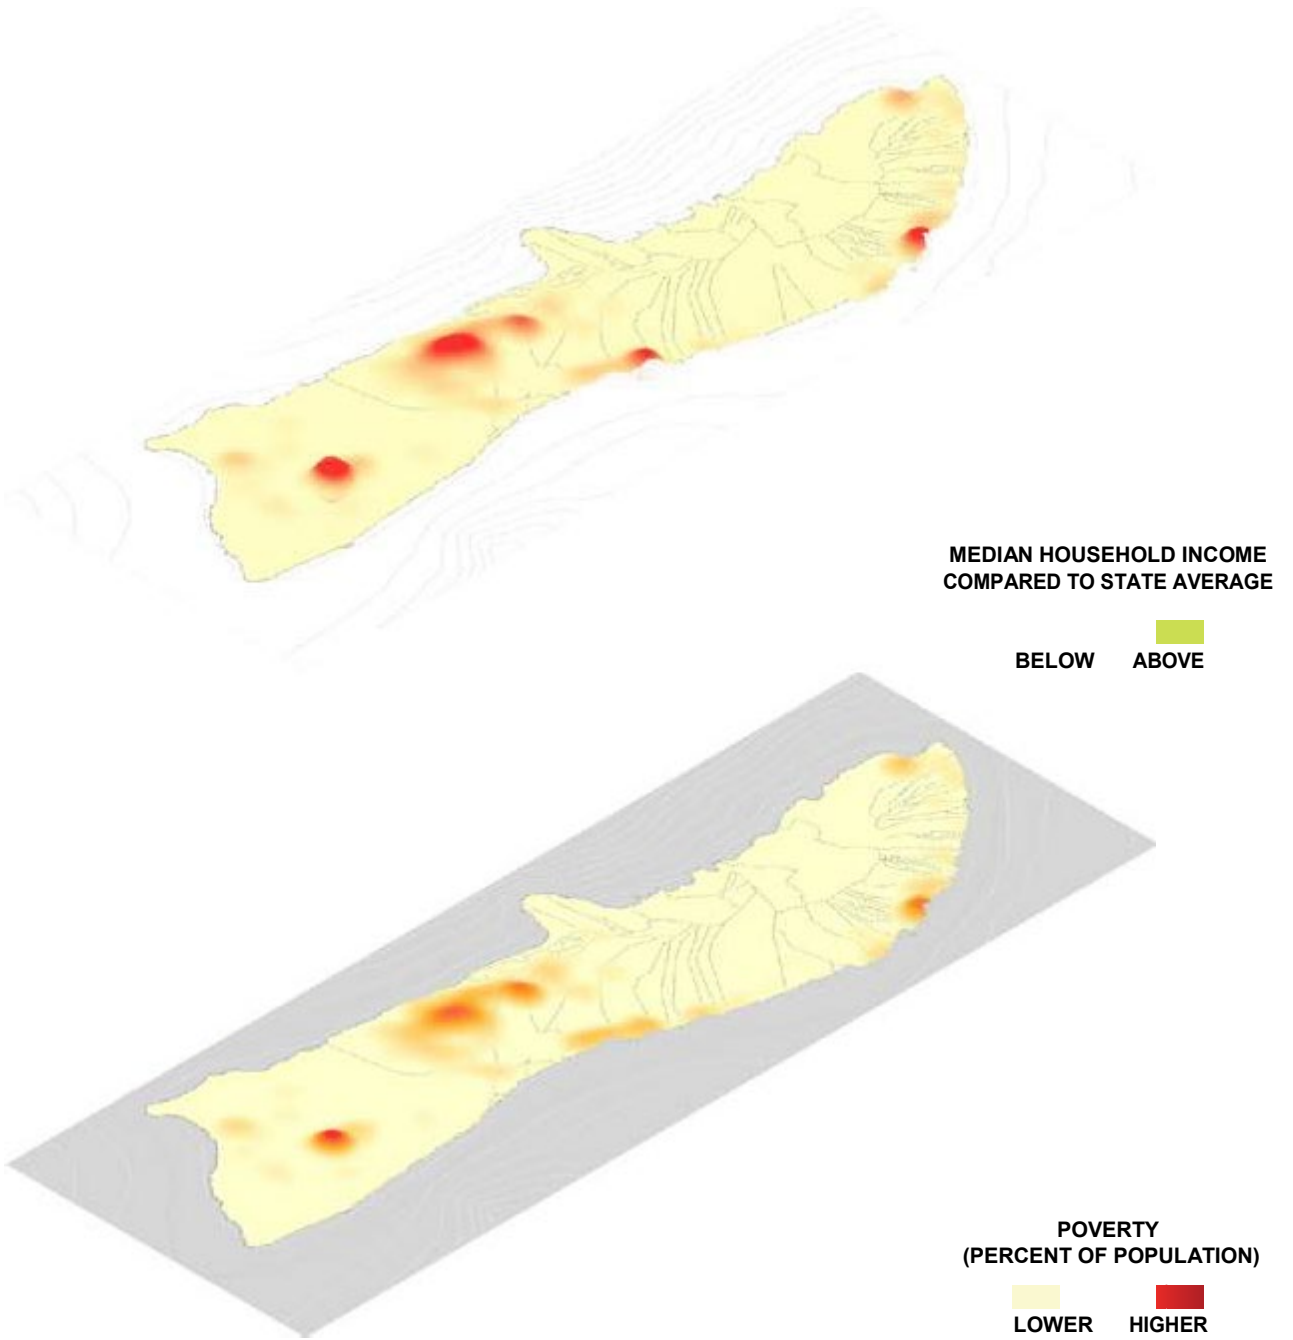 MEDIAN HOUSEHOLD INCOME
COMPARED TO STATE AVERAGE
BELOW ABOVE
POVERTY
(PERCENT OF POPULATION)
LOWER HIGHER